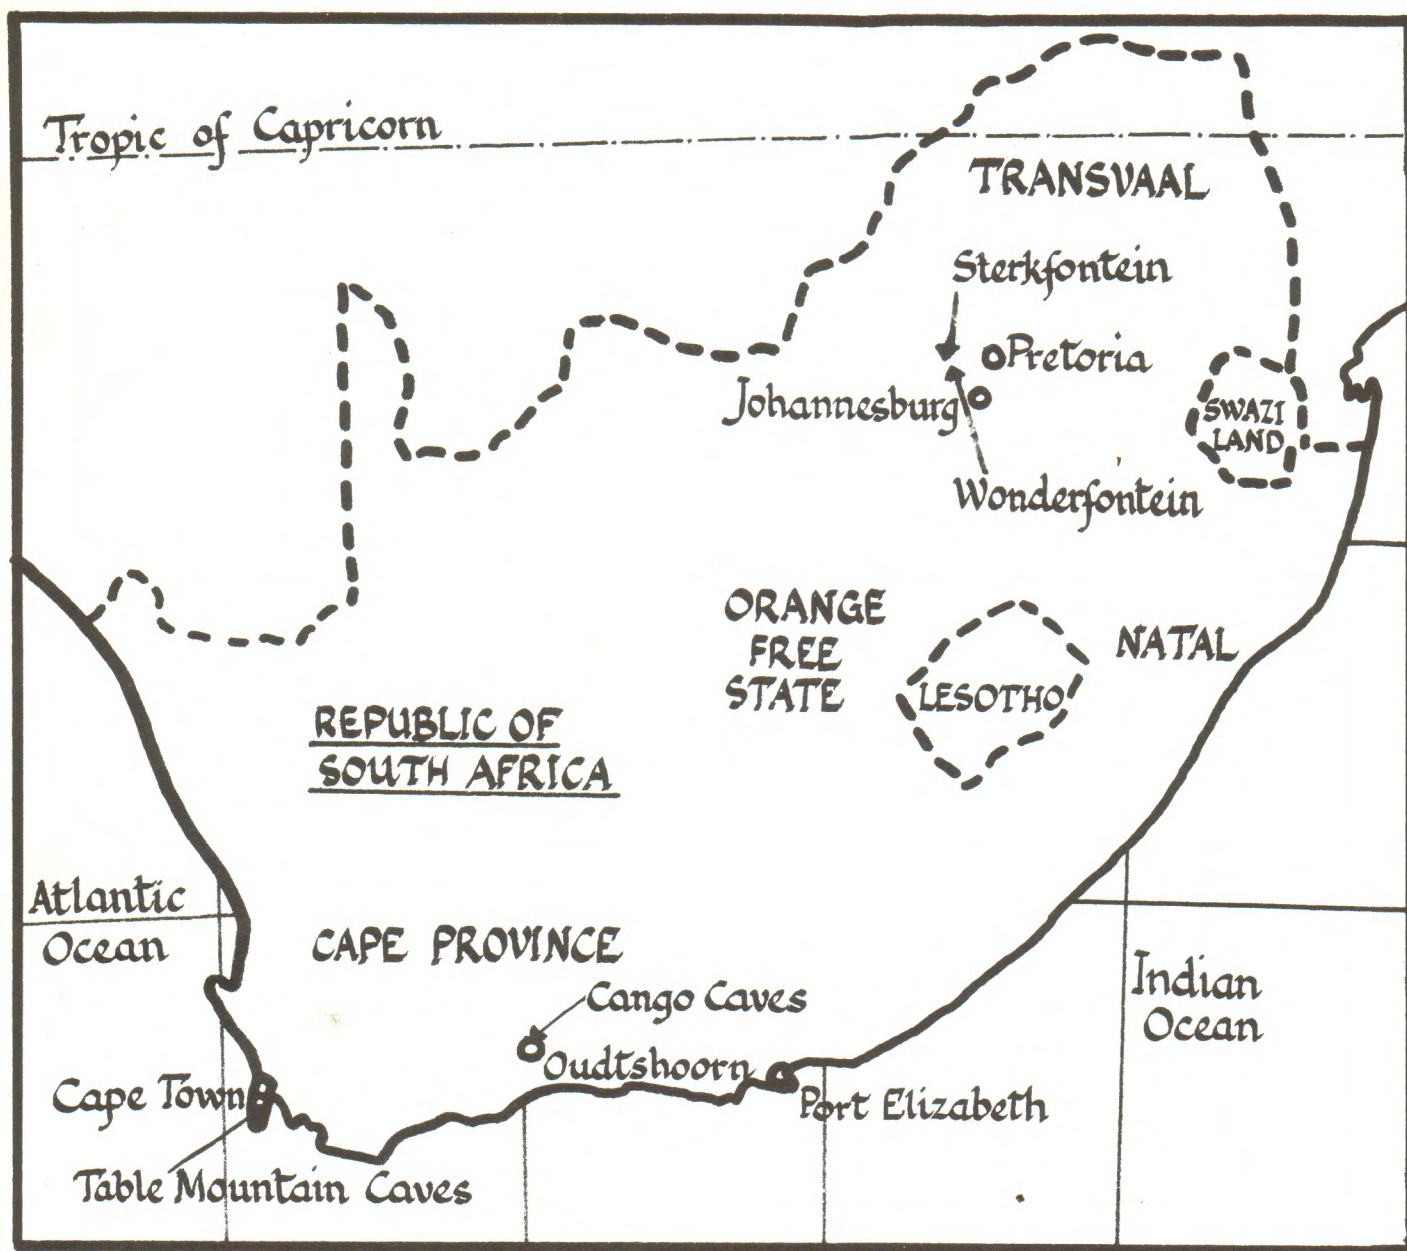 Tropic of Capricorn
TRANSVAAL
Sterkfontein
Pretoria
Johannesburg
SWAZI
LAND
Wonderfontein
ORANGE
FREE
STATE
NATAL
LESOTHO
REPUBLIC OF
SOUTH AFRICA
Atlantic
Ocean
CAPE PROVINCE
Indian
Ocean
Cango Caves
Oudtshoorn
Cape Town
Port Elizabeth
Table Mountain Caves